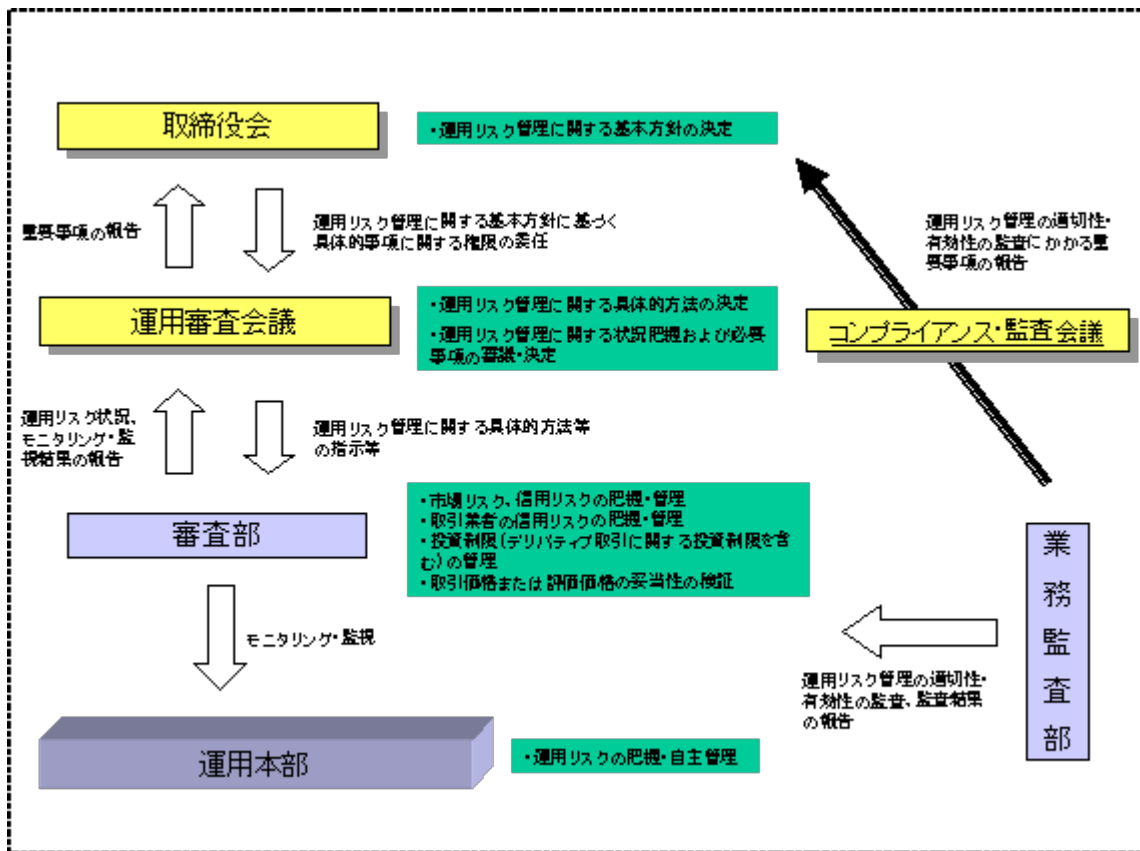 取締役会
・運用リスク管理に関する基本方針の決定
重要事項の報告
運用リスク管理に関する基本方針に基づく
具体的事項に関する権限の委任
運用リスク管理の適切性・
有効性の監査にかかる重
要事項の報告
運用審査会議
・運用リスク管理に関する具体的方法の決定
・運用リスク管理に関する状況把握および必要
事項の審議・決定
コンプライアンス・監査会議
運用リスク状況、
モニタリング・監
視結果の報告
運用リスク管理に関する具体的方法等
の指示等
審査部
・市場リスク、信用リスクの把握・管理
・取引業者の信用リスクの把握・管理
・投資制限(デリバティブ取引に関する投資制限を含
む)の管理
・取引価格または評価価格の妥当性の検証
業務監査部
モニタリング・監視
運用リスク管理の適切性・
有効性の監査、監査結果
の報告
運用本部
・運用リスクの把握・自主管理